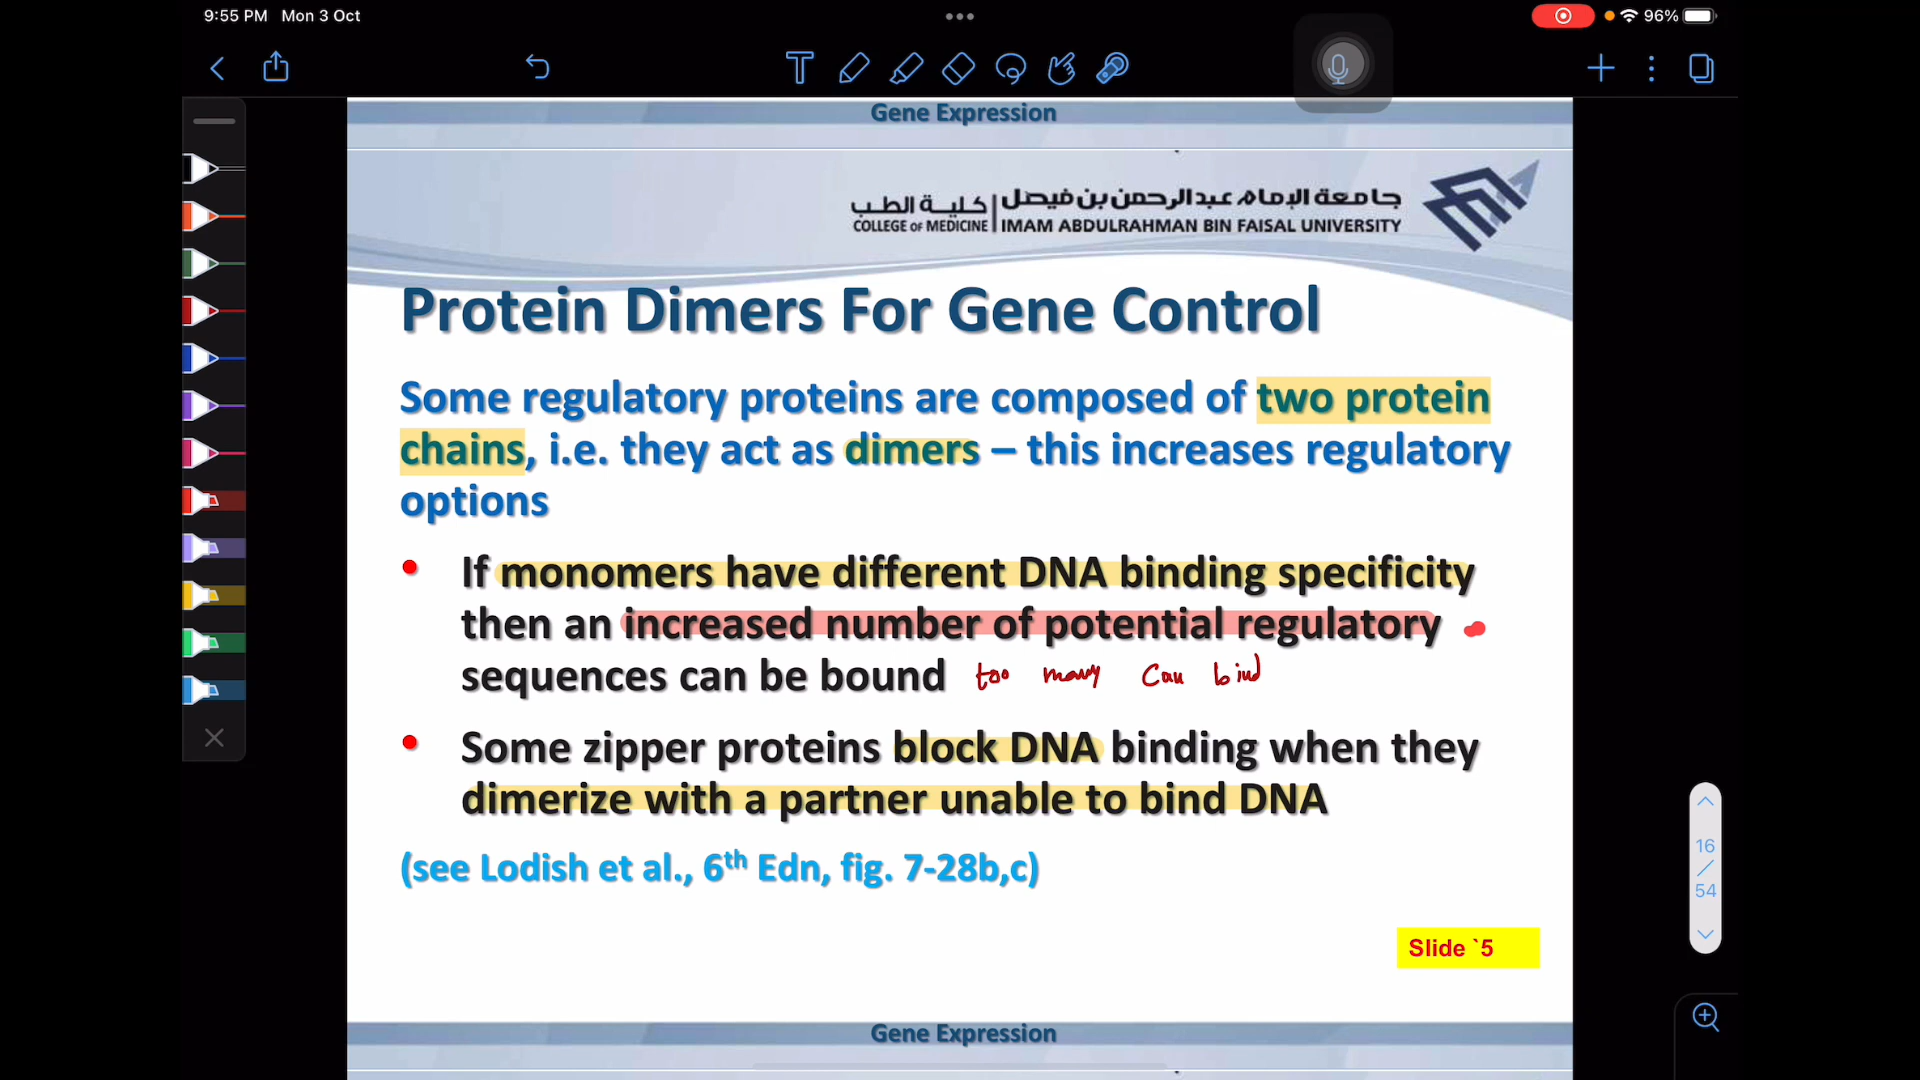 9:55 PM Mon 3 Oct
96%
Gene Expression
جامعة الإمام عبدالرحمن بن فيصل | كلية الطب
COLLEGE OF MEDICINE | IMAM ABDULRAHMAN BIN FAISAL UNIVERSITY
Protein Dimers For Gene Control
Some regulatory proteins are composed of two protein
chains, i.e. they act as dimers – this increases regulatory
options
• If monomers have different DNA binding specificity
then an increased number of potential regulatory
sequences can be bound too many can bind
• Some zipper proteins block DNA binding when they
dimerize with a partner unable to bind DNA
(see Lodish et al., 6th Edn, fig. 7-28b,c)
16
/
54
Slide `5
Gene Expression